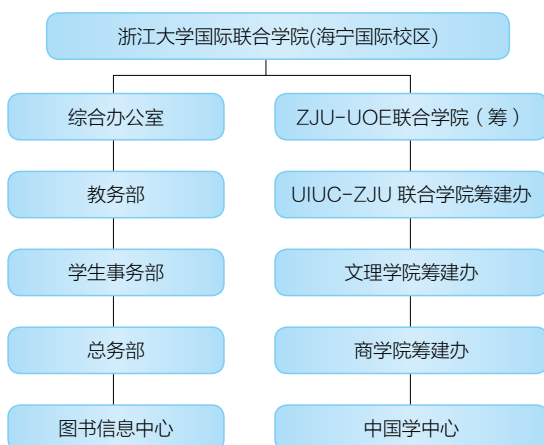 浙江大学国际联合学院(海宁国际校区)
综合办公室
ZJU-UOE联合学院（筹）
教务部
UIUC-ZJU 联合学院筹建办
学生事务部
文理学院筹建办
总务部
商学院筹建办
图书信息中心
中国学中心